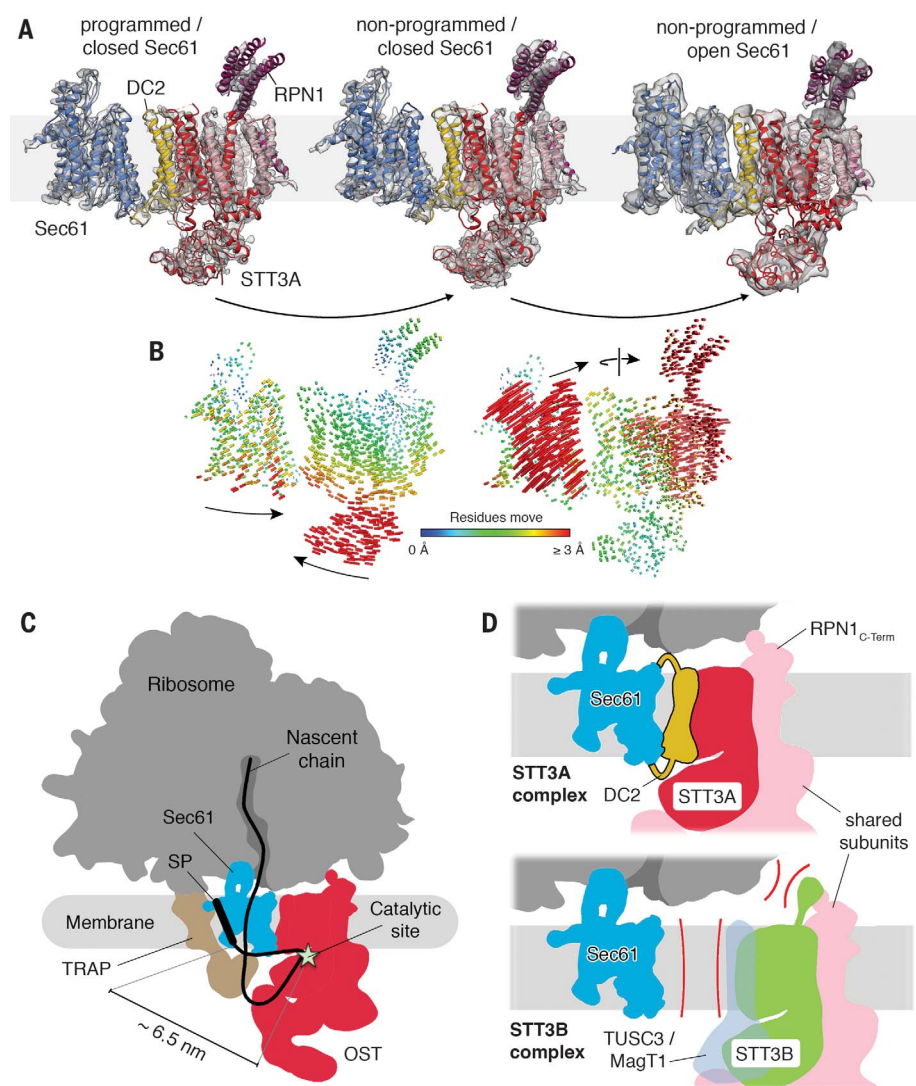 A
programmed /
closed Sec61
non-programmed /
closed Sec61
non-programmed /
open Sec61
DC2
RPN1
Sec61
STT3A
B
Residues move
0 Å
≥ 3 Å
C
Ribosome
Nascent
chain
Sec61
SP
Membrane
Catalytic
site
TRAP
~ 6.5 nm
OST
D
RPN1C-Term
Sec61
STT3A
complex
DC2
STT3A
shared
subunits
Sec61
STT3B
complex
TUSC3 /
MagT1
STT3B